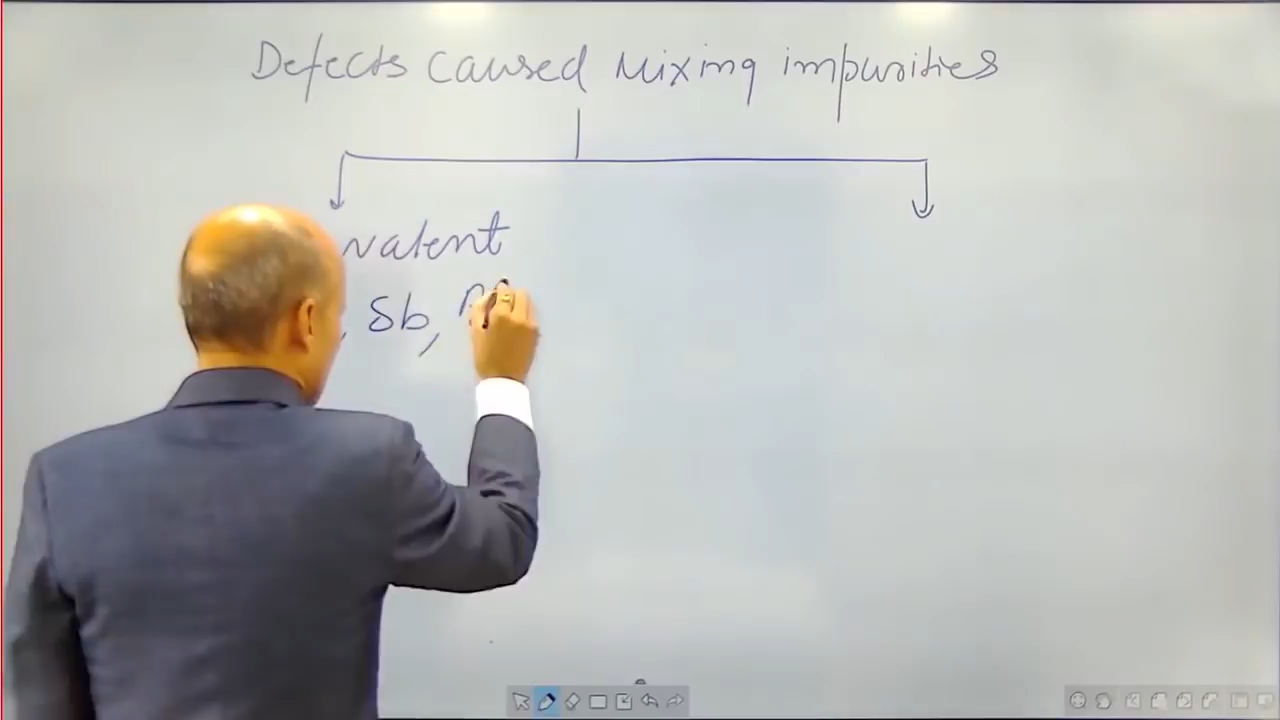 Defects caused Mixing impurities
valent
, Sb,